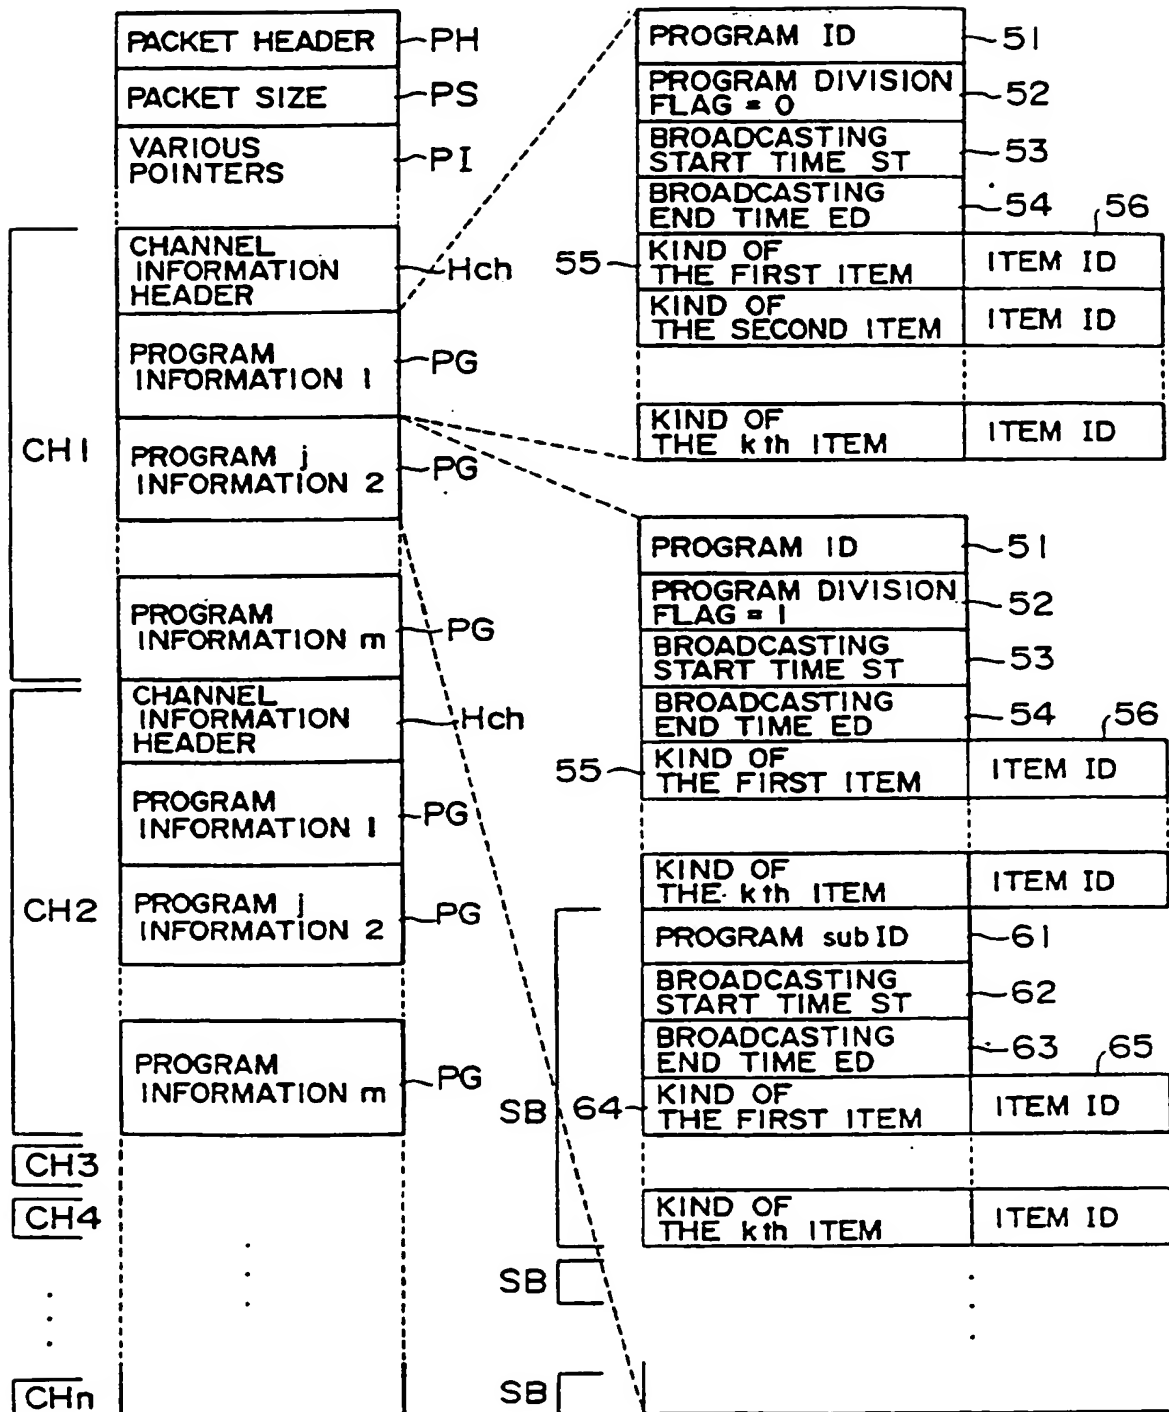 PACKET HEADER
PH
PACKET SIZE
PS
VARIOUS
POINTERS
PI
CH1
CHANNEL
INFORMATION
HEADER
Hch
PROGRAM
INFORMATION 1
PG
PROGRAM j
INFORMATION 2
PG
PROGRAM
INFORMATION m
PG
CH2
CHANNEL
INFORMATION
HEADER
Hch
PROGRAM
INFORMATION 1
PG
PROGRAM j
INFORMATION 2
PG
PROGRAM
INFORMATION m
PG
CH3
CH4
CHn
PROGRAM ID
51
PROGRAM DIVISION
FLAG = 0
52
BROADCASTING
START TIME ST
53
BROADCASTING
END TIME ED
54
56
55
KIND OF
THE FIRST ITEM
ITEM ID
KIND OF
THE SECOND ITEM
ITEM ID
KIND OF
THE kth ITEM
ITEM ID
PROGRAM ID
51
PROGRAM DIVISION
FLAG = 1
52
BROADCASTING
START TIME ST
53
BROADCASTING
END TIME ED
54
56
55
KIND OF
THE FIRST ITEM
ITEM ID
KIND OF
THE kth ITEM
ITEM ID
SB
PROGRAM sub ID
61
BROADCASTING
START TIME ST
62
BROADCASTING
END TIME ED
63
65
64
KIND OF
THE FIRST ITEM
ITEM ID
KIND OF
THE kth ITEM
ITEM ID
SB
SB